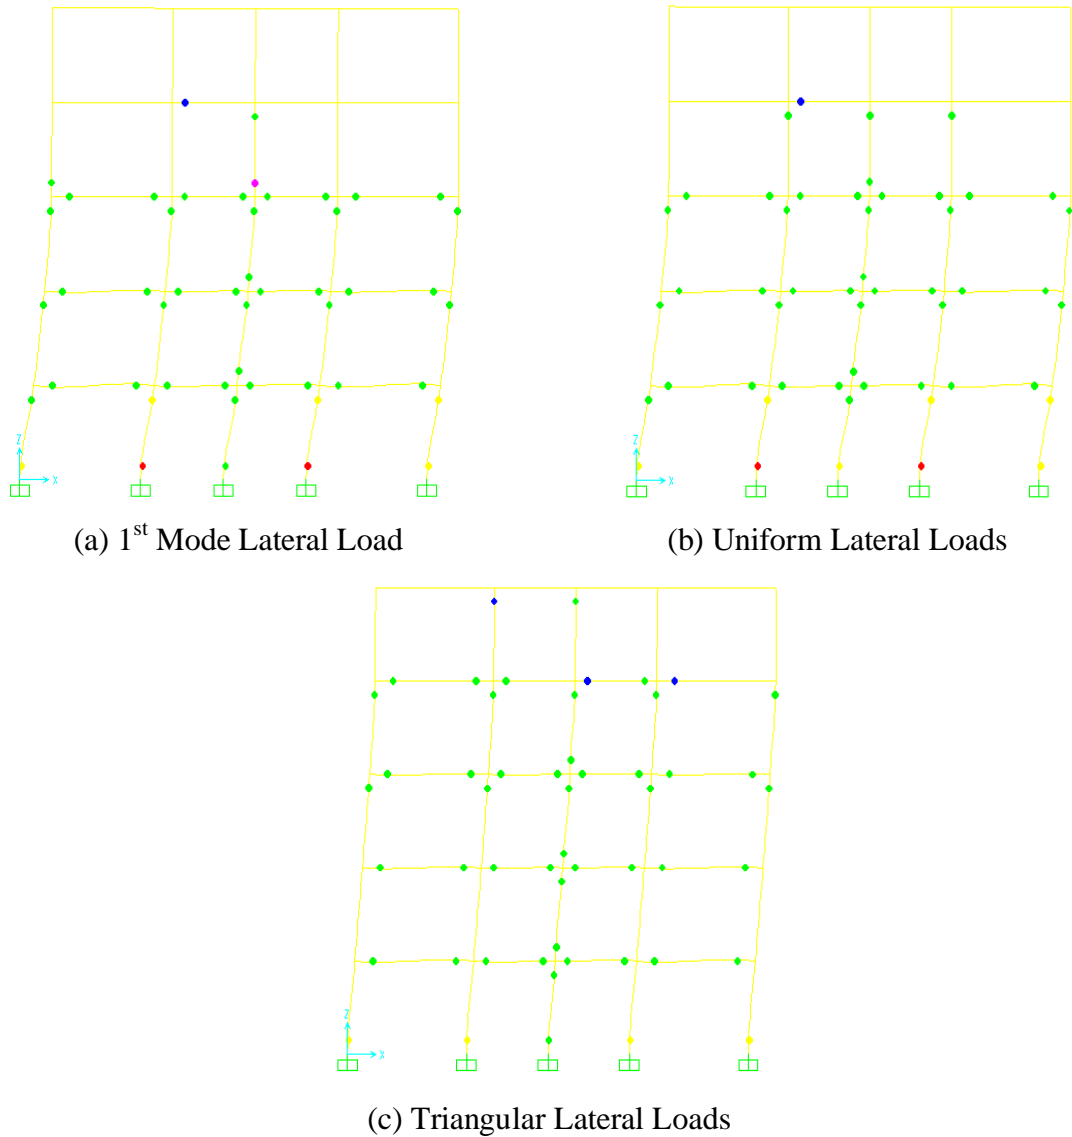 Z
X
(a) 1st Mode Lateral Load
Z
X
(b) Uniform Lateral Loads
Z
X
(c) Triangular Lateral Loads